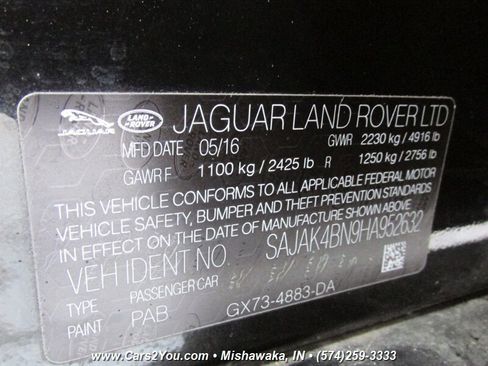 JAGUAR LAND ROVER JAGUAR LAND ROVER LTD
MFD DATE 05/16 GVWR 2230 kg / 4916 lb
GAWR F 1100 kg / 2425 lb R 1250 kg / 2756 lb
THIS VEHICLE CONFORMS TO ALL APPLICABLE FEDERAL MOTOR
VEHICLE SAFETY, BUMPER AND THEFT PREVENTION STANDARDS
IN EFFECT ON THE DATE OF MANUFACTURE SHOWN ABOVE
VEH IDENT NO. SAJAK4BN9HA952632
TYPE PASSENGER CAR
PAINT PAB GX73-4883-DA
www.Cars2You.com - Mishawaka, IN - (574)259-3333